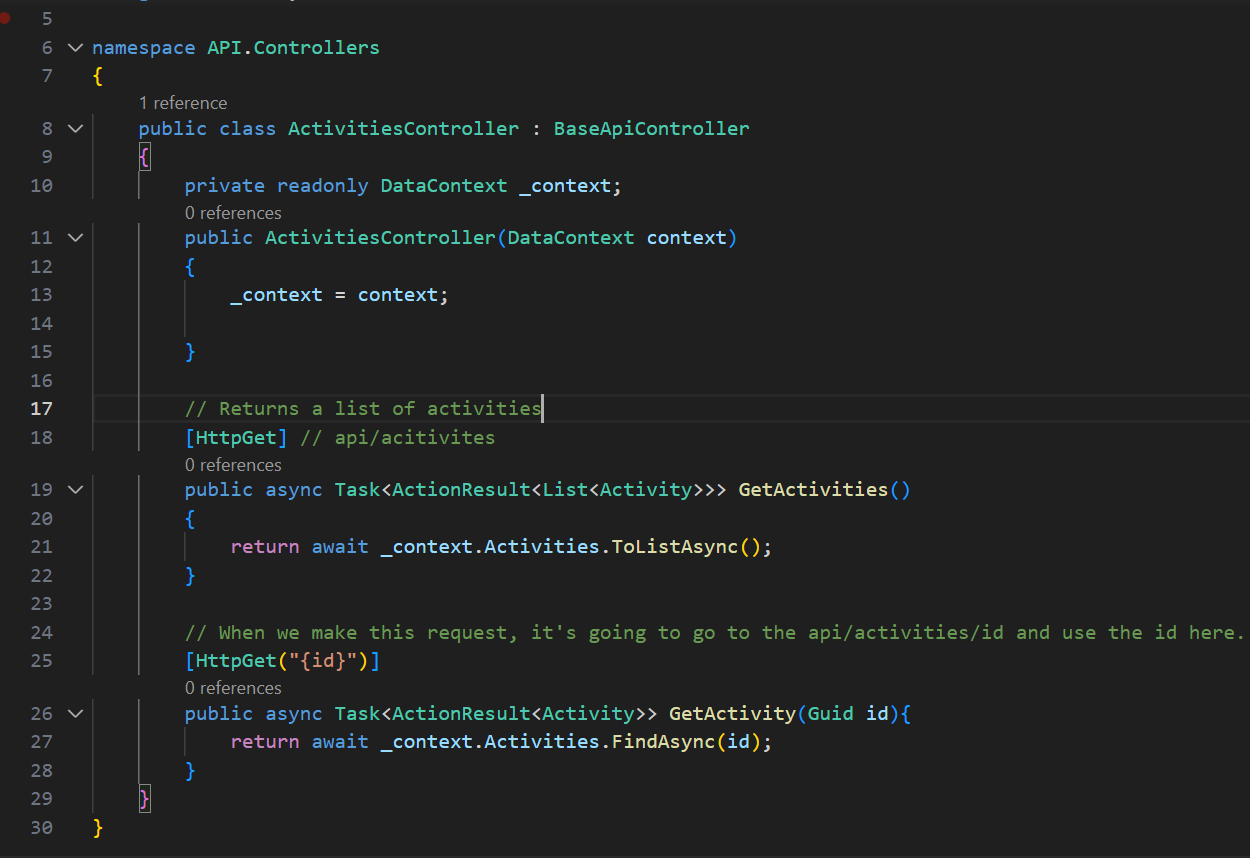 5
6 namespace API.Controllers
7 {
1 reference
8 public class ActivitiesController : BaseApiController
9 {
10 private readonly DataContext _context;
0 references
11 public ActivitiesController(DataContext context)
12 {
13 _context = context;
14
15 }
16
17 // Returns a list of activities
18 [HttpGet] // api/acitivites
0 references
19 public async Task<ActionResult<List<Activity>>> GetActivities()
20 {
21 return await _context.Activities.ToListAsync();
22 }
23
24 // When we make this request, it's going to go to the api/activities/id and use the id here.
25 [HttpGet("{id}")]
0 references
26 public async Task<ActionResult<Activity>> GetActivity(Guid id){
27 return await _context.Activities.FindAsync(id);
28 }
29 }
30 }